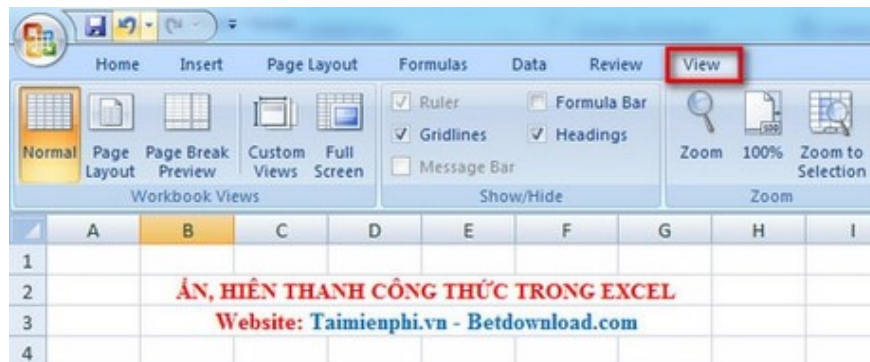 Home Insert Page Layout Formulas Data Review View
Ruler Formula Bar
Gridlines Headings
Message Bar
Normal Page Layout Page Break Preview Custom Views Full Screen Zoom 100% Zoom to Selection
Workbook Views Show/Hide Zoom
A B C D E F G H I
1
2 ẨN, HIỆN THANH CÔNG THỨC TRONG EXCEL
3 Website: Taimienphi.vn - Betdownload.com
4